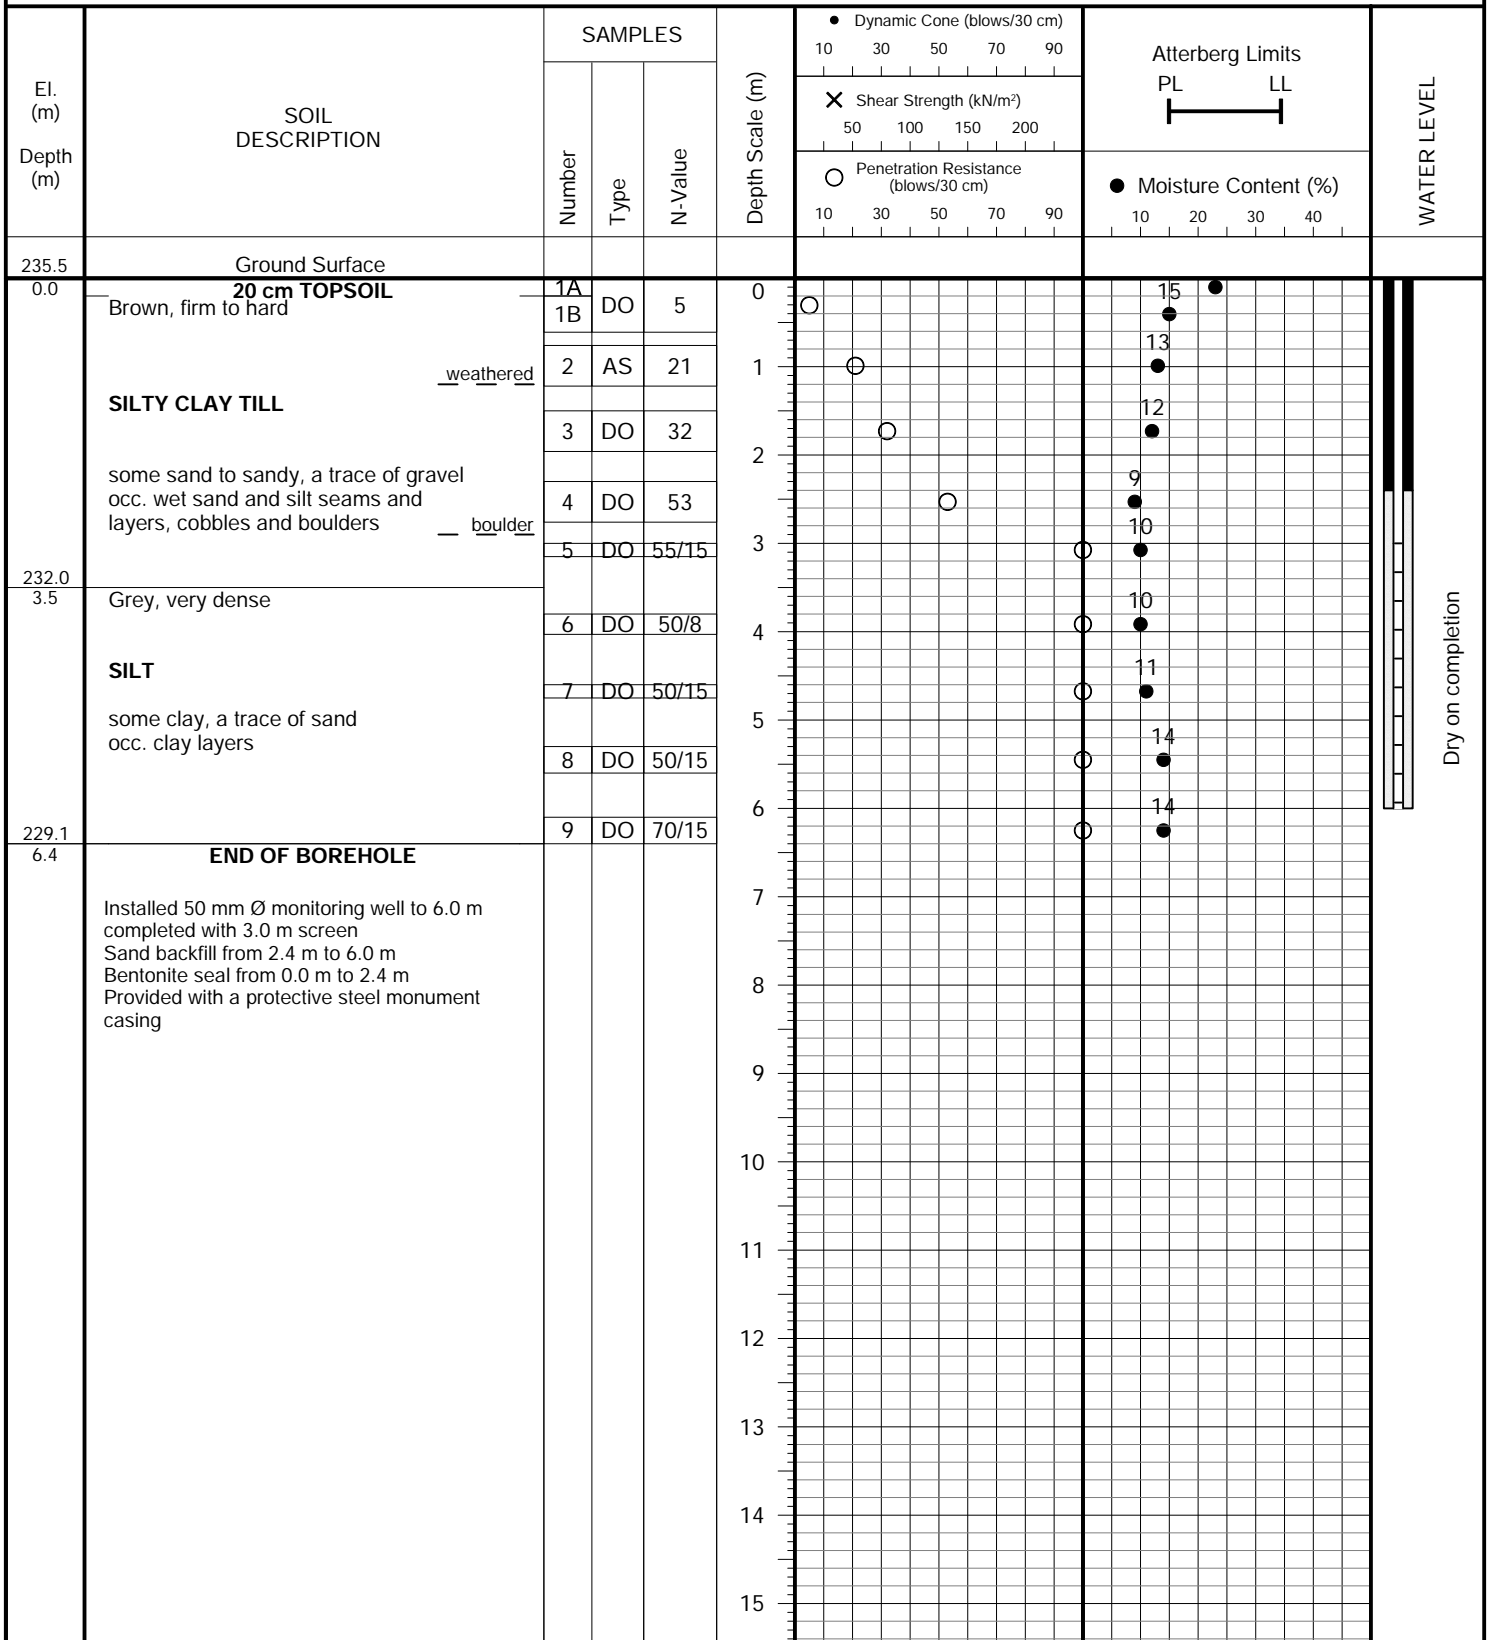 El.
(m)
Depth
(m)
SOIL
DESCRIPTION
SAMPLES
Number
Type
N-Value
Depth Scale (m)
Dynamic Cone (blows/30 cm)
10 30 50 70 90
Shear Strength (kN/m²)
50 100 150 200
Penetration Resistance
(blows/30 cm)
10 30 50 70 90
Atterberg Limits
PL LL
Moisture Content (%)
10 20 30 40
WATER LEVEL
235.5 Ground Surface
0.0 20 cm TOPSOIL 1A
Brown, firm to hard
1B DO 5
0
15
weathered
2 AS 21
1
13
SILTY CLAY TILL
3 DO 32
12
2
some sand to sandy, a trace of gravel
occ. wet sand and silt seams and
layers, cobbles and boulders
boulder
4 DO 53
9
5 DO 55/15
3
10
232.0
3.5
Grey, very dense
6 DO 50/8
10
4
SILT
7 DO 50/15
11
some clay, a trace of sand
occ. clay layers
5
8 DO 50/15
14
6
9 DO 70/15
14
Dry on completion
229.1
6.4
END OF BOREHOLE
Installed 50 mm Ø monitoring well to 6.0 m
completed with 3.0 m screen
Sand backfill from 2.4 m to 6.0 m
Bentonite seal from 0.0 m to 2.4 m
Provided with a protective steel monument
casing
7
8
9
10
11
12
13
14
15